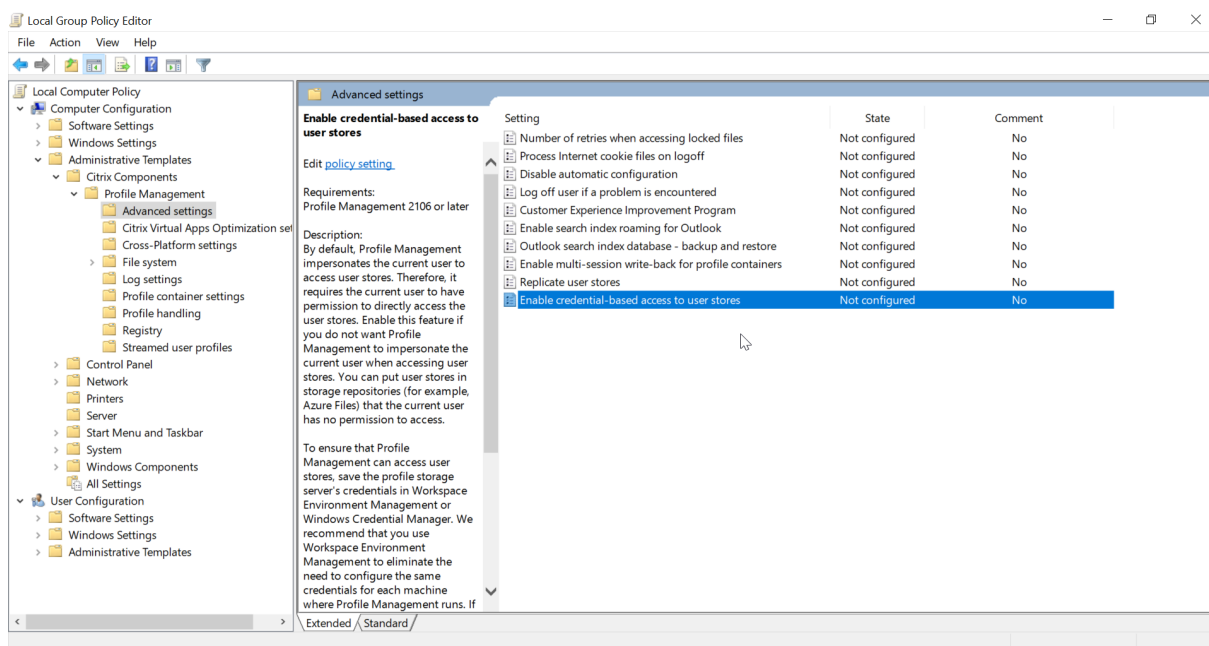 Local Group Policy Editor
File Action View Help
Local Computer Policy
Computer Configuration
Software Settings
Windows Settings
Administrative Templates
Citrix Components
Profile Management
Advanced settings
Citrix Virtual Apps Optimization set
Cross-Platform settings
File system
Log settings
Profile container settings
Profile handling
Registry
Streamed user profiles
Control Panel
Network
Printers
Server
Start Menu and Taskbar
System
Windows Components
All Settings
User Configuration
Software Settings
Windows Settings
Administrative Templates
Advanced settings
Enable credential-based access to
user stores
Edit policy setting
Requirements:
Profile Management 2106 or later
Description:
By default, Profile Management
impersonates the current user to
access user stores. Therefore, it
requires the current user to have
permission to directly access the
user stores. Enable this feature if
you do not want Profile
Management to impersonate the
current user when accessing user
stores. You can put user stores in
storage repositories (for example,
Azure Files) that the current user
has no permission to access.
To ensure that Profile
Management can access user
stores, save the profile storage
server's credentials in Workspace
Environment Management or
Windows Credential Manager. We
recommend that you use
Workspace Environment
Management to eliminate the
need to configure the same
credentials for each machine
where Profile Management runs. If
Setting State Comment
Number of retries when accessing locked files Not configured No
Process Internet cookie files on logoff Not configured No
Disable automatic configuration Not configured No
Log off user if a problem is encountered Not configured No
Customer Experience Improvement Program Not configured No
Enable search index roaming for Outlook Not configured No
Outlook search index database - backup and restore Not configured No
Enable multi-session write-back for profile containers Not configured No
Replicate user stores Not configured No
Enable credential-based access to user stores Not configured No
Extended Standard